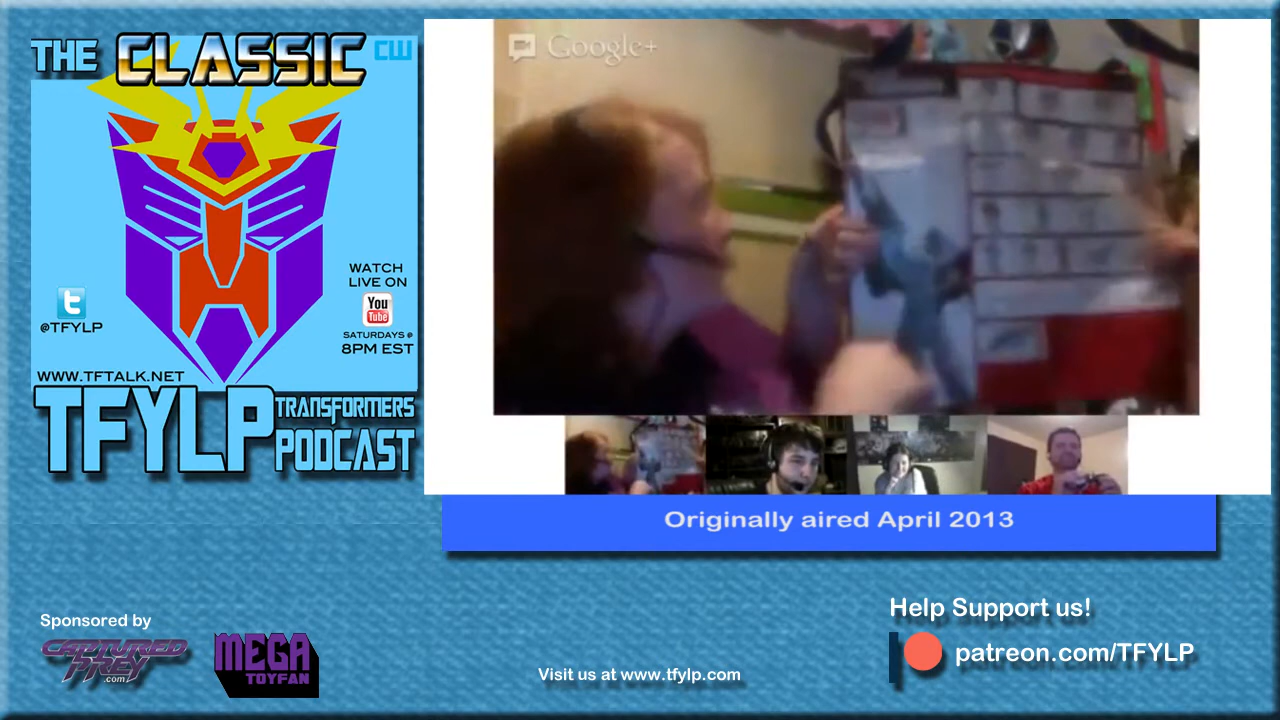 THE CLASSIC CW
@TFYLP
WATCH
LIVE ON
You
Tube
SATURDAYS @
8PM EST
WWW.TFTALK.NET
TFYLP TRANSFORMERS
PODCAST
Google+
Originally aired April 2013
Sponsored by
CAPTURED
PREY
.com
MEGA
TOYFAN
Visit us at www.tfylp.com
Help Support us!
patreon.com/TFYLP